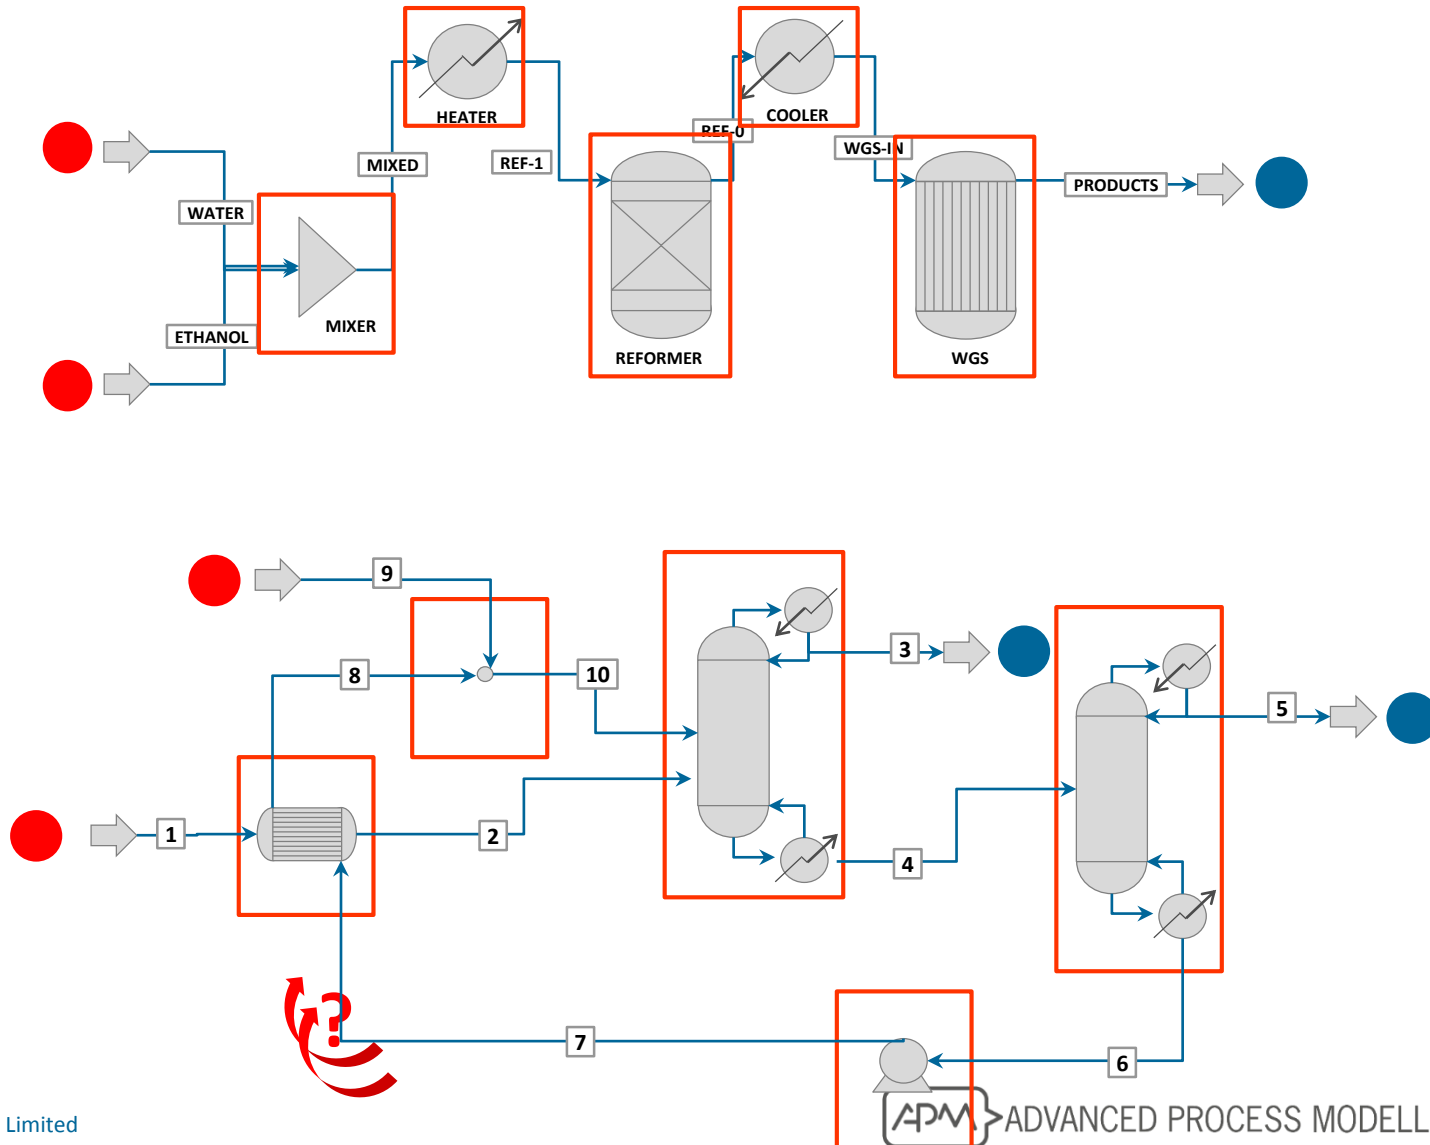 HEATER
COOLER
REF-0
MIXED
REF-1
WGS-IN
PRODUCTS
WATER
MIXER
ETHANOL
REFORMER
WGS
9
8
10
3
5
1
2
4
?
7
6
APM ADVANCED PROCESS MODELL
Limited